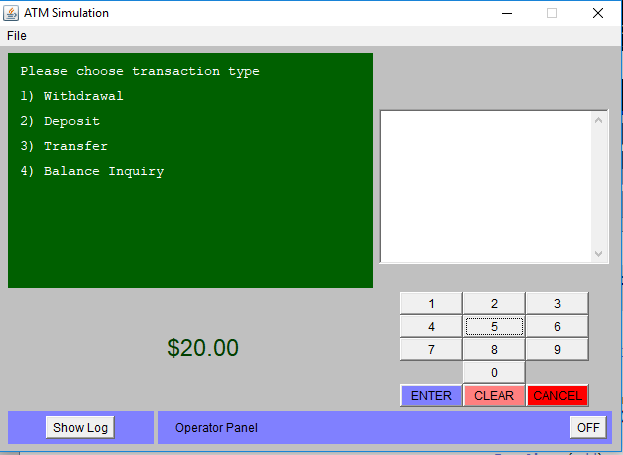 ATM Simulation
File
Please choose transaction type
1) Withdrawal
2) Deposit
3) Transfer
4) Balance Inquiry
$20.00
1 2 3
4 5 6
7 8 9
0
ENTER CLEAR CANCEL
Show Log Operator Panel OFF